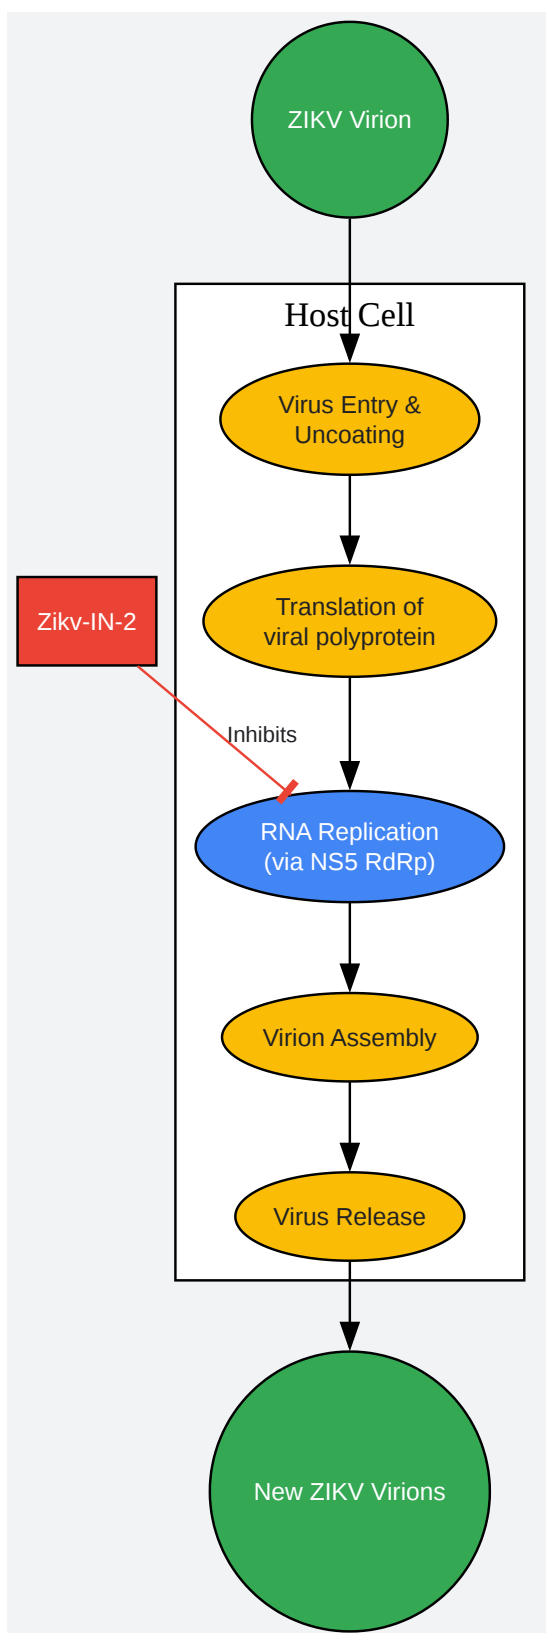 ZIKV Virion
Host Cell
Virus Entry &
Uncoating
Translation of
viral polyprotein
Zikv-IN-2
Inhibits
RNA Replication
(via NS5 RdRp)
Virion Assembly
Virus Release
New ZIKV Virions